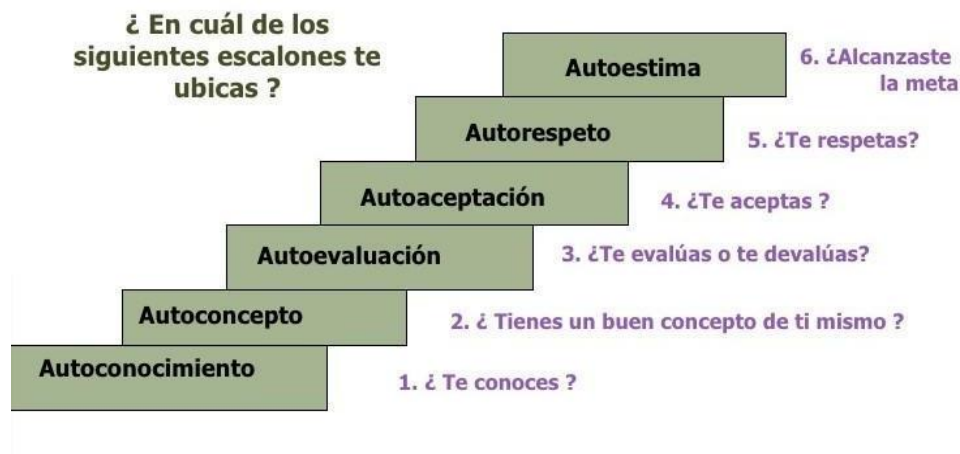 ¿ En cuál de los
siguientes escalones te
ubicas ?
Autoestima
6. ¿Alcanzaste
la meta
Autorespeto
5. ¿Te respetas?
Autoaceptación
4. ¿Te aceptas ?
Autoevaluación
3. ¿Te evalúas o te devalúas?
Autoconcepto
2. ¿ Tienes un buen concepto de ti mismo ?
Autoconocimiento
1. ¿ Te conoces ?